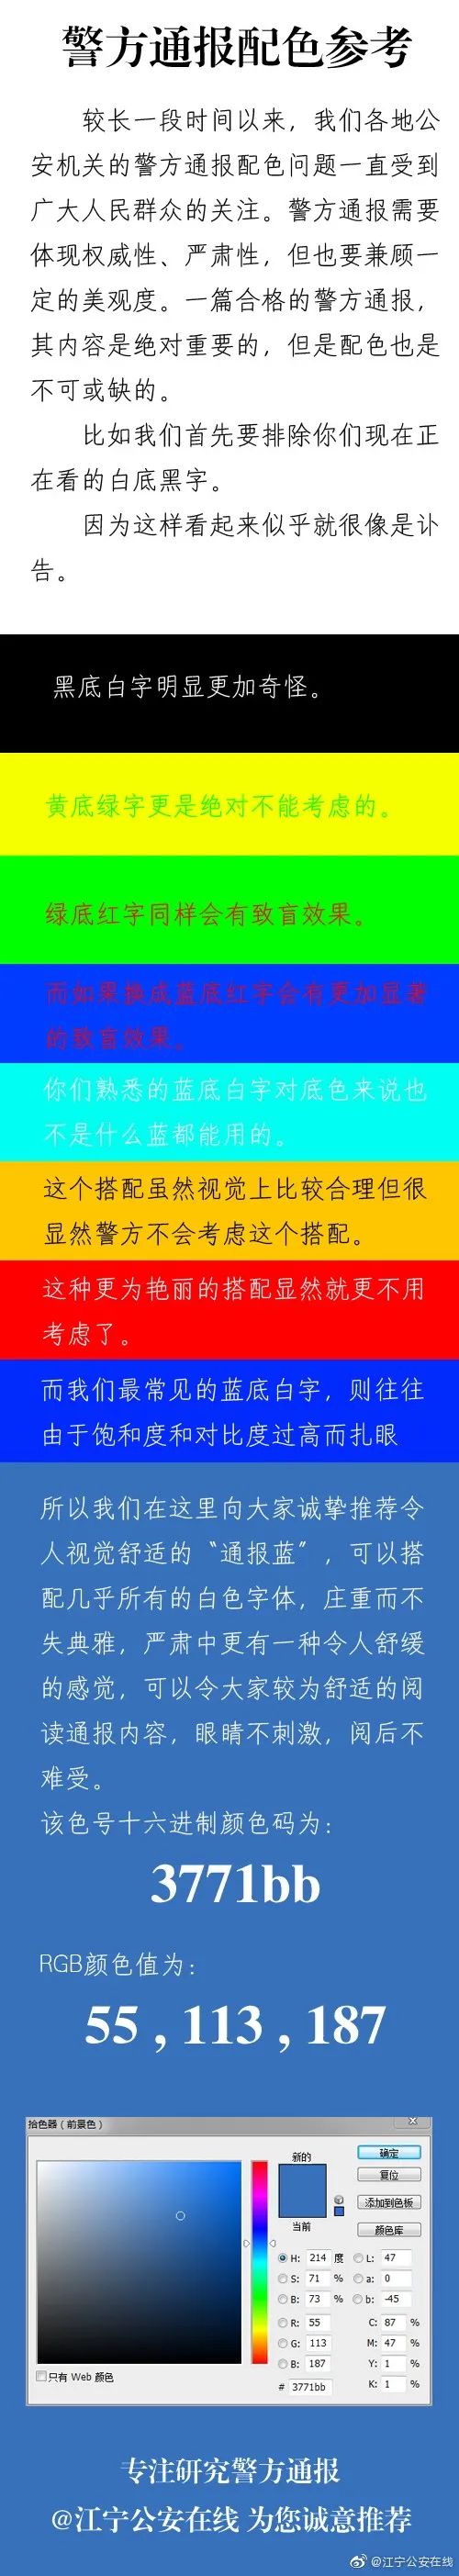 警方通报配色参考
较长一段时间以来，我们各地公
安机关的警方通报配色问题一直受到
广大人民群众的关注。警方通报需要
体现权威性、严肃性，但也要兼顾一
定的美观度。一篇合格的警方通报，
其内容是绝对重要的，但是配色也是
不可或缺的。
比如我们首先要排除你们现在正
在看的白底黑字。
因为这样看起来似乎就很像是讣
告。
黑底白字明显更加奇怪。
黄底绿字更是绝对不能考虑的。
绿底红字同样会有致盲效果。
而如果换成蓝底红字会有更加显著
的致盲效果。
你们熟悉的蓝底白字对底色来说也
不是什么蓝都能用的。
这个搭配虽然视觉上比较合理但很
显然警方不会考虑这个搭配。
这种更为艳丽的搭配显然就更不用
考虑了。
而我们最常见的蓝底白字，则往往
由于饱和度和对比度过高而扎眼
所以我们在这里向大家诚挚推荐令
人视觉舒适的“通报蓝”，可以搭
配几乎所有的白色字体，庄重而不
失典雅，严肃中更有一种令人舒缓
的感觉，可以令大家较为舒适的阅
读通报内容，眼睛不刺激，阅后不
难受。
该色号十六进制颜色码为：
3771bb
RGB颜色值为：
55 , 113 , 187
拾色器（前景色）
新的
当前
确定
复位
添加到色板
颜色库
H: 214 度 L: 47
S: 71 % a: 0
B: 73 % b: -45
R: 55 C: 87 %
G: 113 M: 47 %
B: 187 Y: 1 %
# 3771bb K: 1 %
只有 Web 颜色
专注研究警方通报
@江宁公安在线 为您诚意推荐
@江宁公安在线